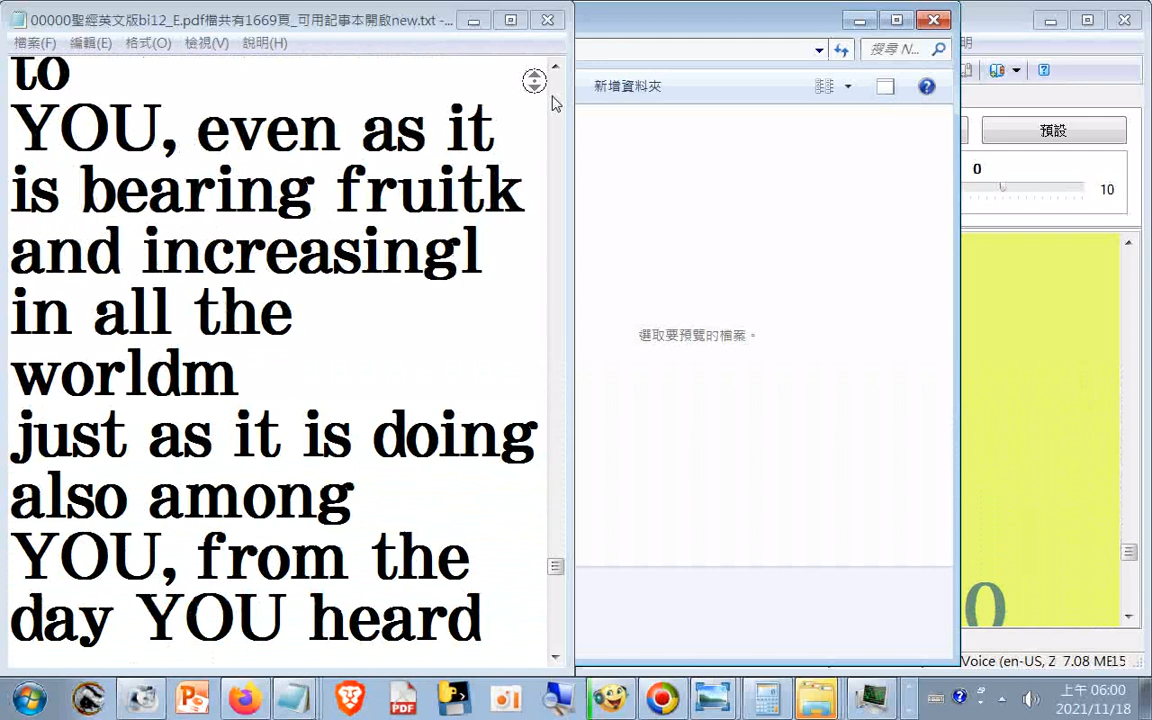 00000聖經英文版bi12_E.pdf檔共有1669頁_可用記事本開啟new.txt -...
檔案(F) 編輯(E) 格式(O) 檢視(V) 說明(H)
to
YOU, even as it
is bearing fruitk
and increasingl
in all the
worldm
just as it is doing
also among
YOU, from the
day YOU heard
搜尋 N...
新增資料夾
選取要預覽的檔案。
明
預設
0
10
0
Voice (en-US, Z 7.08 ME15
PDF
上午 06:00
2021/11/18